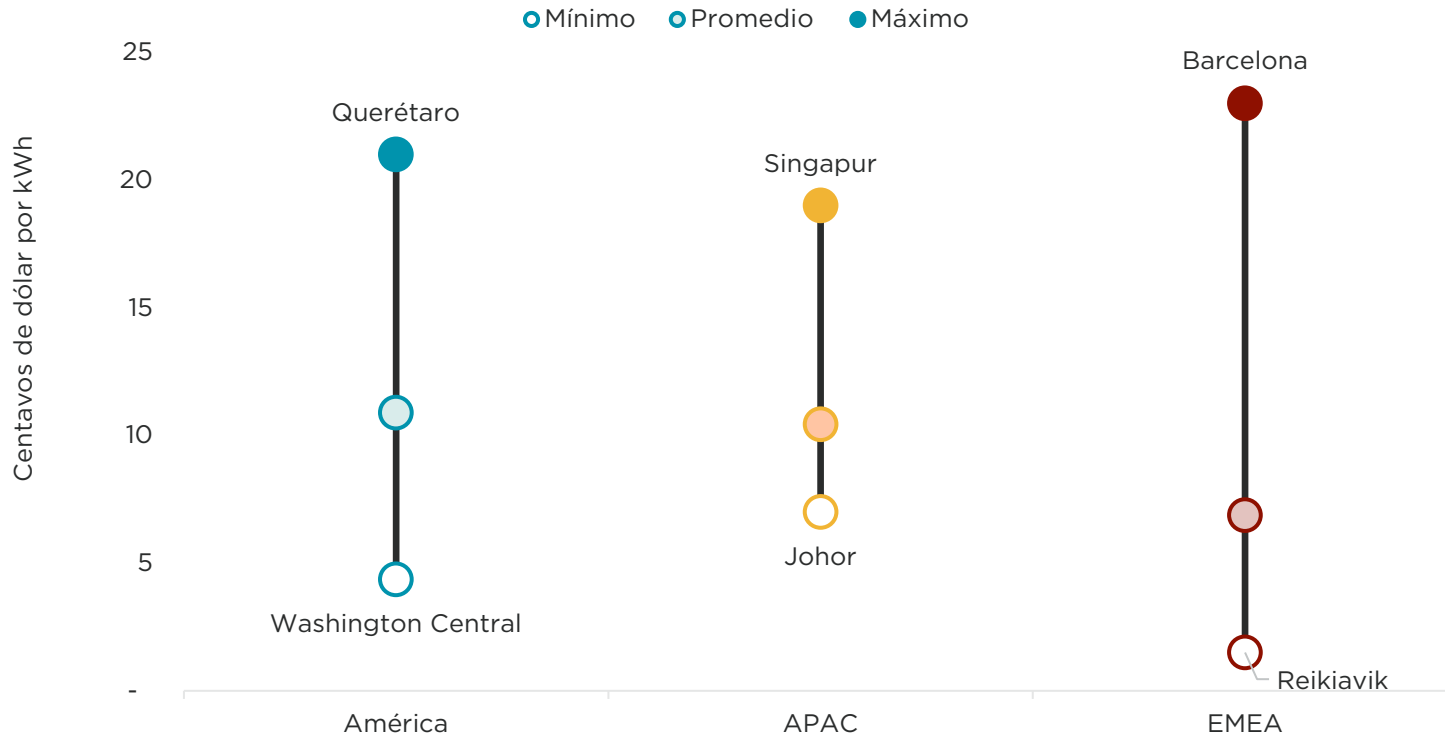 Mínimo Promedio Máximo
Centavos de dólar por kWh
25
20
15
10
5
-
Querétaro
Washington Central
Singapur
Johor
Barcelona
Reikiavik
América APAC EMEA